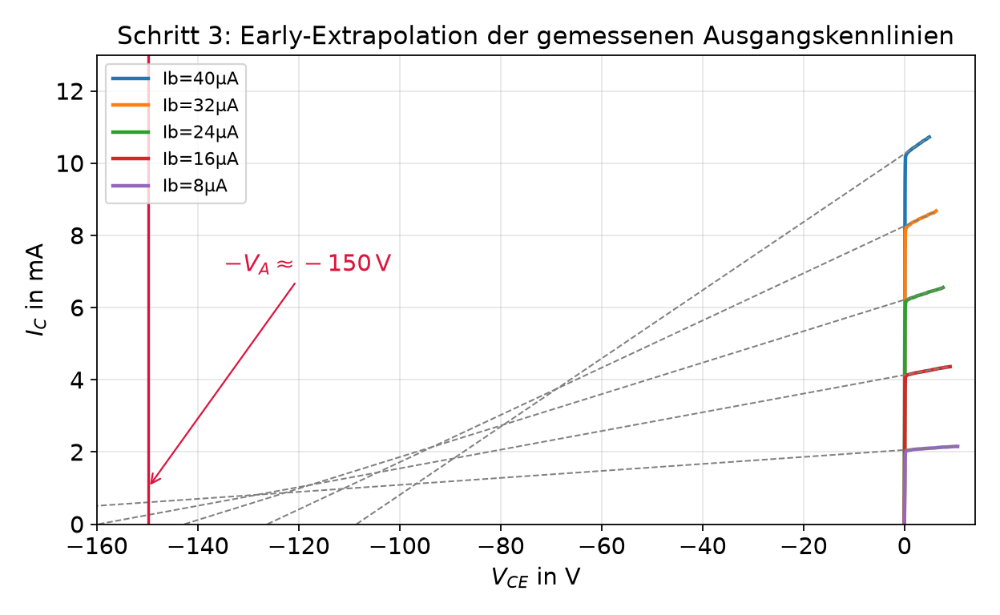 Schritt 3: Early-Extrapolation der gemessenen Ausgangskennlinien
Ib=40µA
Ib=32µA
Ib=24µA
Ib=16µA
Ib=8µA
−V_A ≈ − 150 V
I_C in mA
12
10
8
6
4
2
0
−160 −140 −120 −100 −80 −60 −40 −20 0
V_CE in V